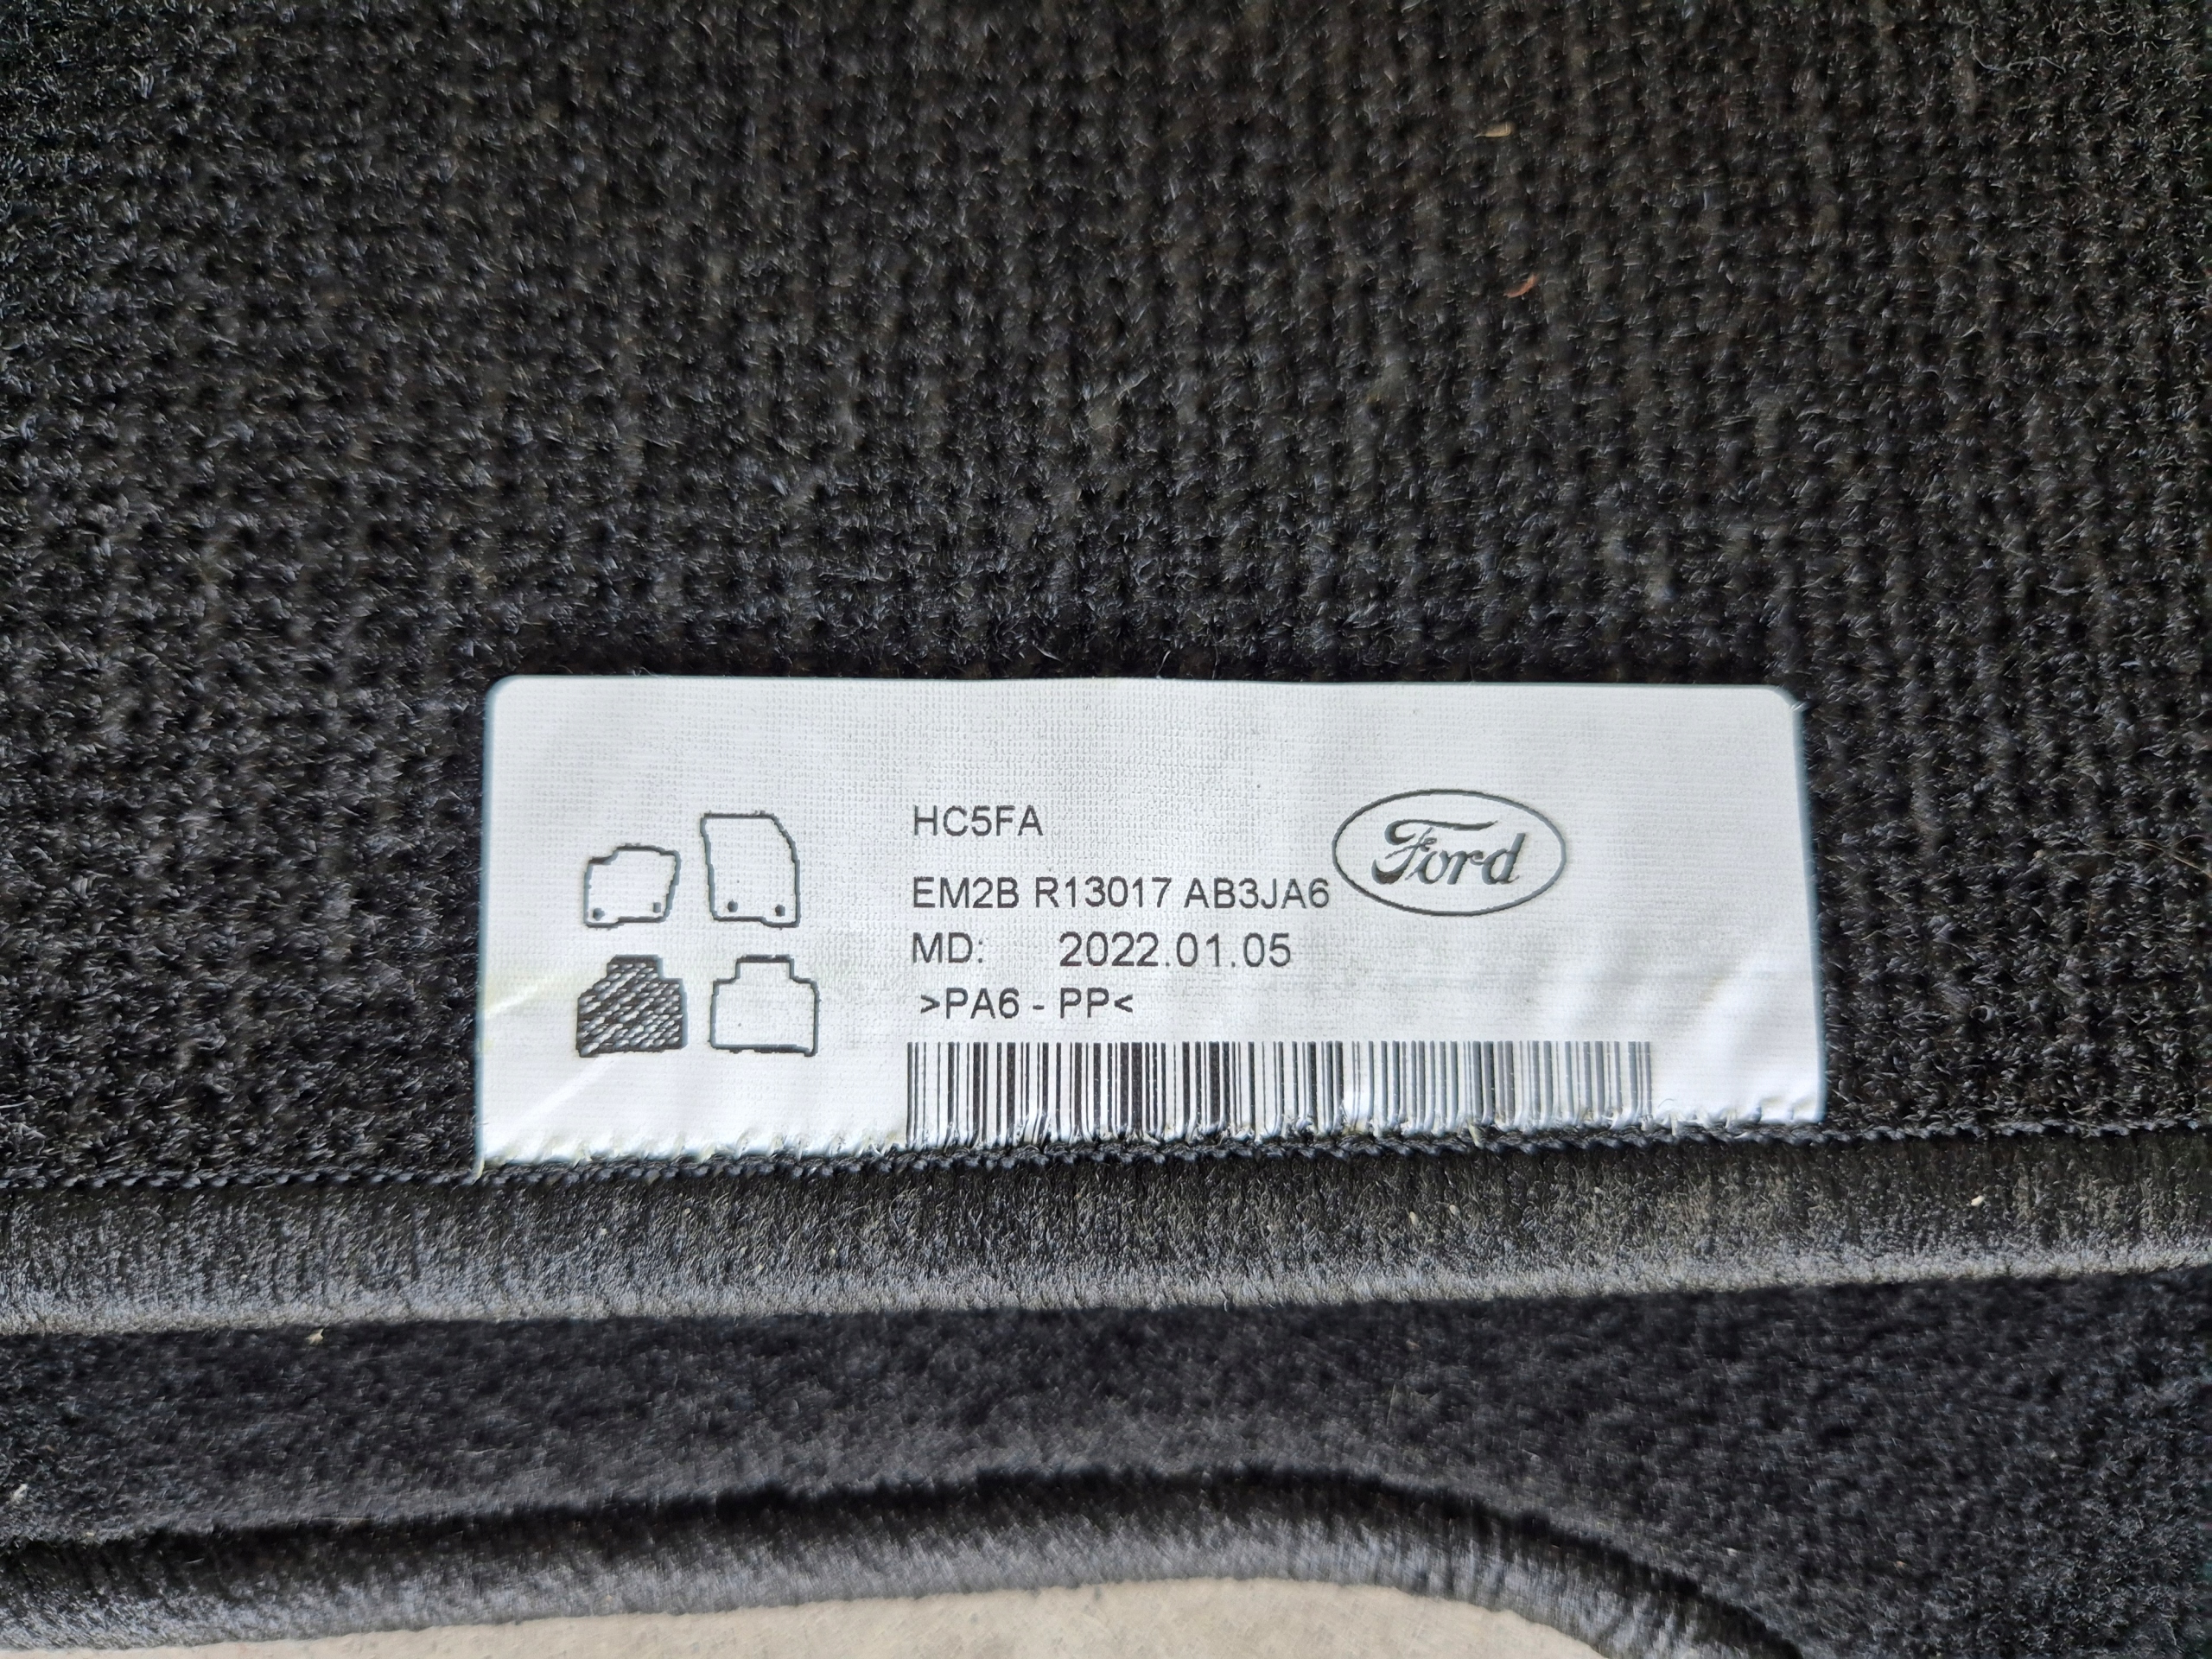 HC5FA
Ford
EM2B R13017 AB3JA6
MD: 2022.01.05
>PA6 - PP<